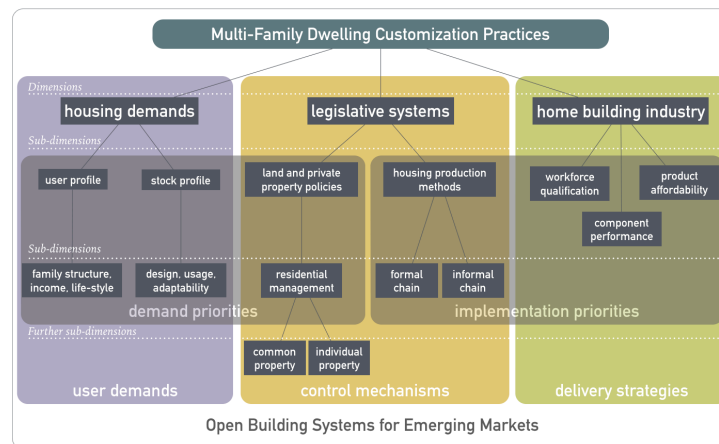 Multi-Family Dwelling Customization Practices
Dimensions
housing demands
legislative systems
home building industry
Sub-dimensions
user profile
stock profile
land and private
property policies
housing production
methods
workforce
qualification
product
affordability
component
performance
Sub-dimensions
family structure,
income, life-style
design, usage,
adaptability
residential
management
formal
chain
informal
chain
demand priorities
implementation priorities
Further sub-dimensions
common
property
individual
property
user demands
control mechanisms
delivery strategies
Open Building Systems for Emerging Markets